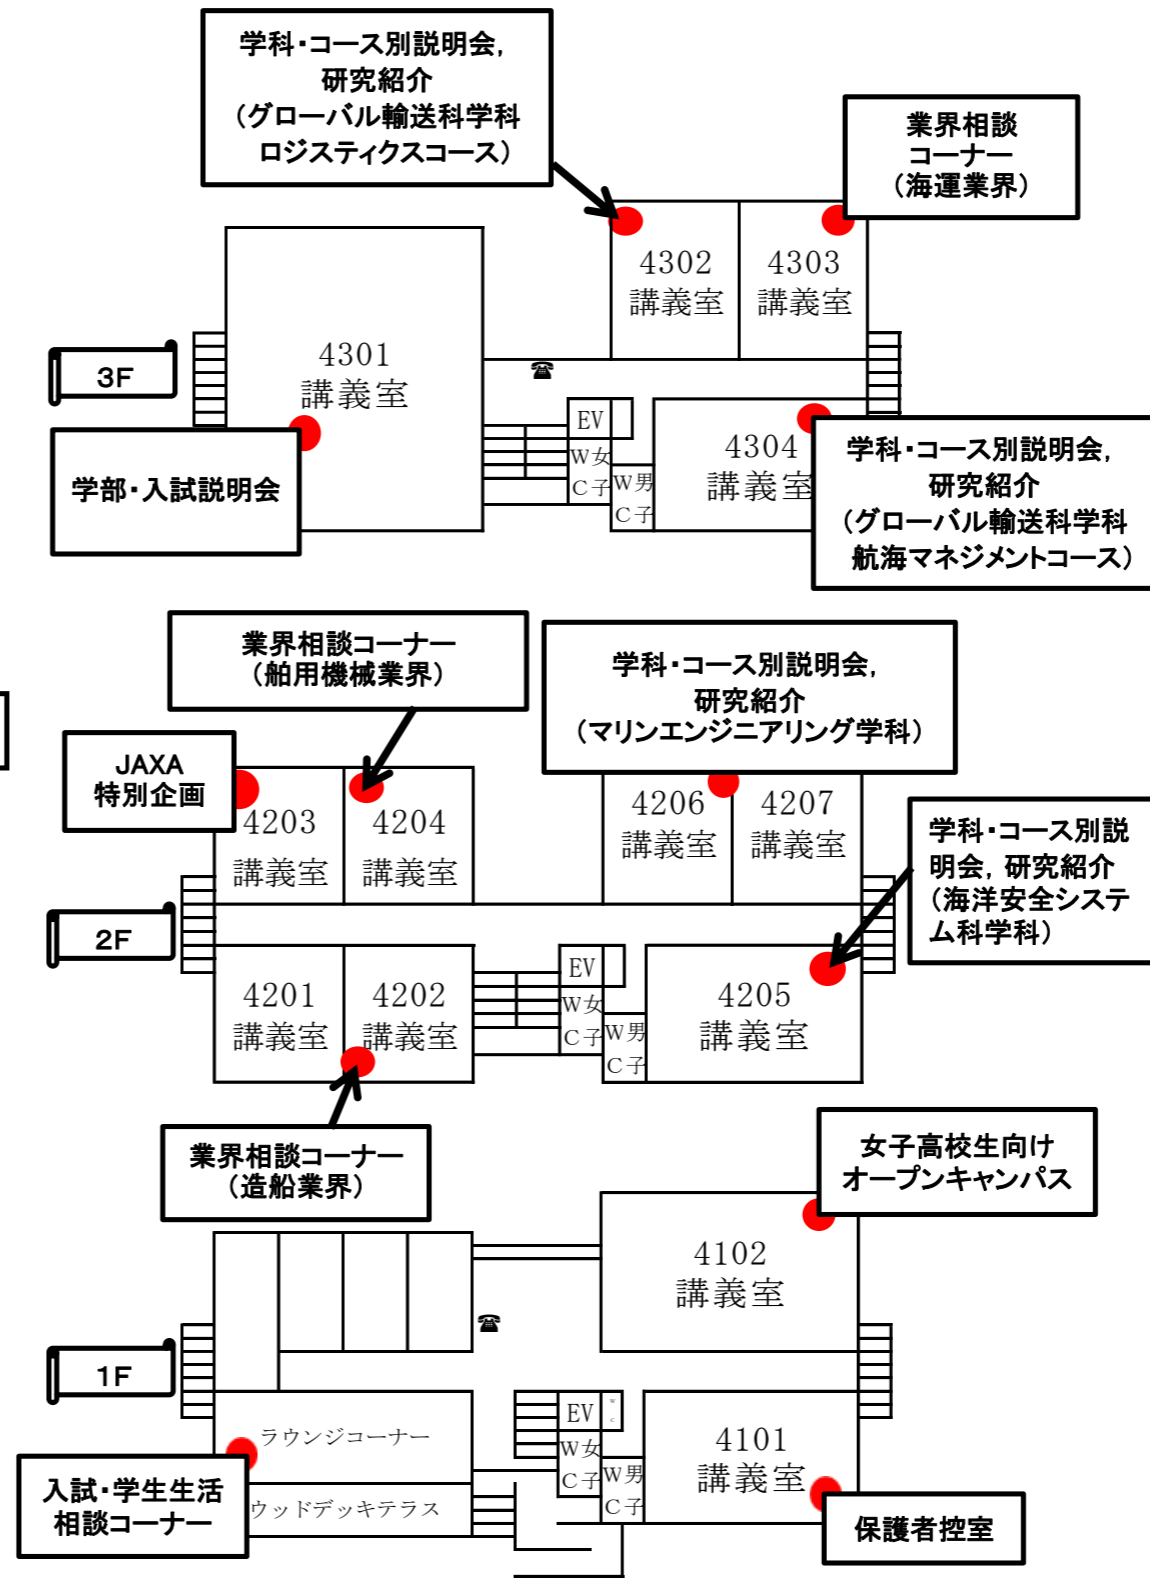 学科・コース別説明会,
研究紹介
（グローバル輸送科学科
ロジスティクスコース）
業界相談
コーナー
（海運業界）
4302
講義室
4303
講義室
4301
講義室
3F
☎
EV
W女
C子
W男
C子
4304
講義室
学部・入試説明会
学科・コース別説明会,
研究紹介
（グローバル輸送科学科
航海マネジメントコース）
業界相談コーナー
（舶用機械業界）
学科・コース別説明会,
研究紹介
（マリンエンジニアリング学科）
JAXA
特別企画
4203
講義室
4204
講義室
4206
講義室
4207
講義室
学科・コース別説
明会, 研究紹介
（海洋安全システ
ム科学科）
2F
4201
講義室
4202
講義室
EV
W女
C子
W男
C子
4205
講義室
業界相談コーナー
（造船業界）
女子高校生向け
オープンキャンパス
4102
講義室
☎
1F
ラウンジコーナー
EV
W
C
W女
C子
W男
C子
4101
講義室
入試・学生生活
相談コーナー
ウッドデッキテラス
保護者控室